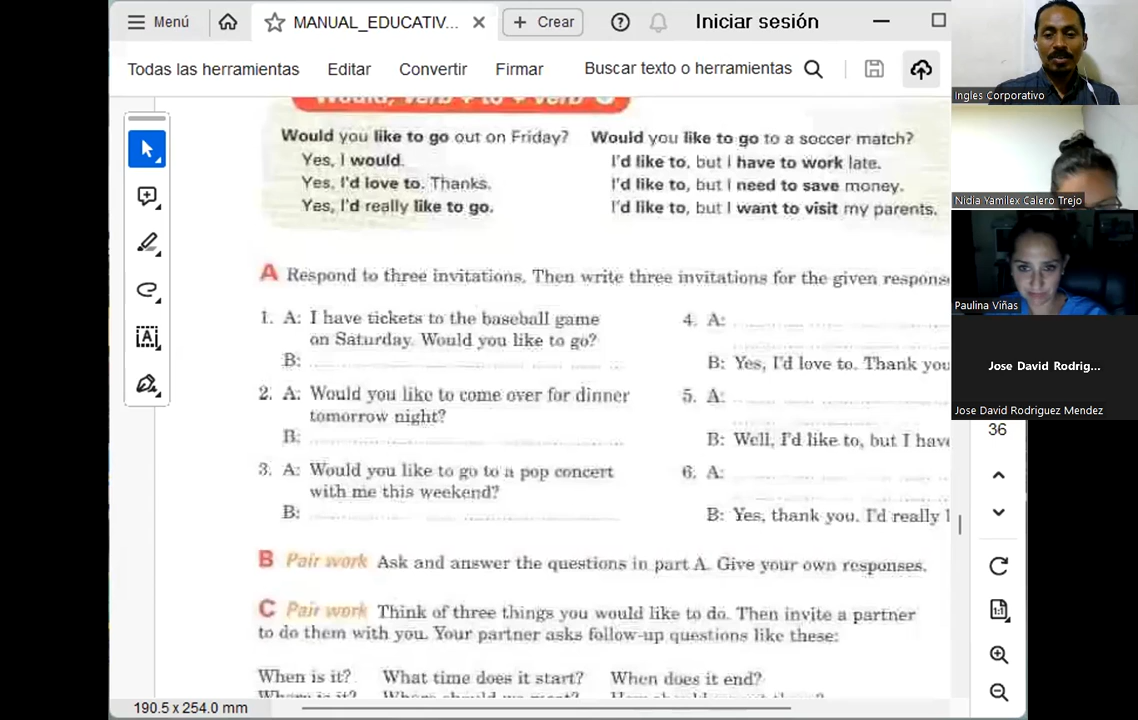 Menú
MANUAL_EDUCATIV...
Crear
Iniciar sesión
Todas las herramientas
Editar
Convertir
Firmar
Buscar texto o herramientas
Would, verb + to + verb
Would you like to go out on Friday?
Yes, I would.
Yes, I'd love to. Thanks.
Yes, I'd really like to go.
Would you like to go to a soccer match?
I'd like to, but I have to work late.
I'd like to, but I need to save money.
I'd like to, but I want to visit my parents.
A Respond to three invitations. Then write three invitations for the given
1. A: I have tickets to the baseball game
on Saturday. Would you like to go?
B:
2. A: Would you like to come over for dinner
tomorrow night?
B:
3. A: Would you like to go to a pop concert
with me this weekend?
B:
4. A:
B: Yes, I'd love to. Thank you
5. A:
B: Well, I'd like to, but I have
6. A:
B: Yes, thank you. I'd really
B Pair work Ask and answer the questions in part A. Give your own responses.
C Pair work Think of three things you would like to do. Then invite a partner
to do them with you. Your partner asks follow-up questions like these:
When is it? What time does it start? When does it end?
190.5 x 254.0 mm
36
Ingles Corporativo
Nidia Yamilex Calero Trejo
Paulina Viñas
Jose David Rodrig...
Jose David Rodriguez Mendez